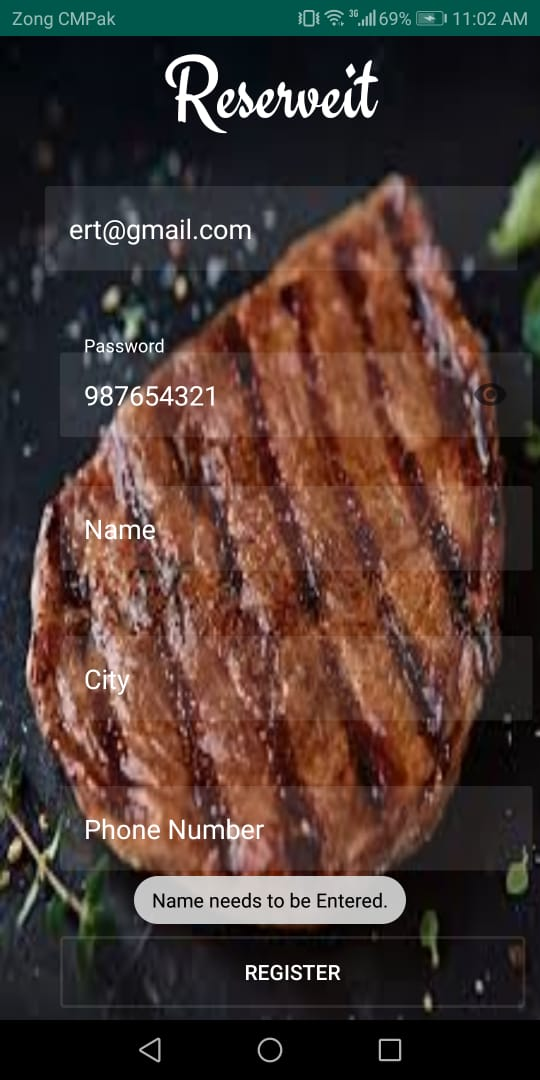 Zong CMPak 3G 69% 11:02 AM
Reserveit
ert@gmail.com
Password
987654321
Name
City
Phone Number
Name needs to be Entered.
REGISTER